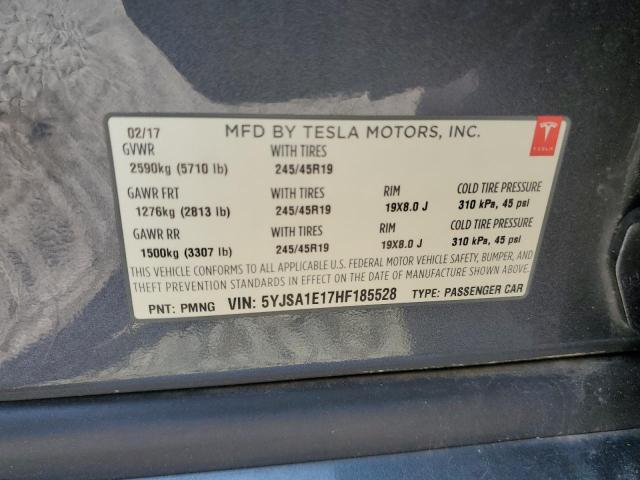 02/17 MFD BY TESLA MOTORS, INC.
GVWR WITH TIRES
2590kg (5710 lb) 245/45R19
TESLA
GAWR FRT WITH TIRES RIM COLD TIRE PRESSURE
1276kg (2813 lb) 245/45R19 19X8.0 J 310 kPa, 45 psi
GAWR RR WITH TIRES RIM COLD TIRE PRESSURE
1500kg (3307 lb) 245/45R19 19X8.0 J 310 kPa, 45 psi
THIS VEHICLE CONFORMS TO ALL APPLICABLE U.S. FEDERAL MOTOR VEHICLE SAFETY, BUMPER, AND
THEFT PREVENTION STANDARDS IN EFFECT ON THE DATE OF MANUFACTURE SHOWN ABOVE.
PNT: PMNG VIN: 5YJSA1E17HF185528 TYPE: PASSENGER CAR